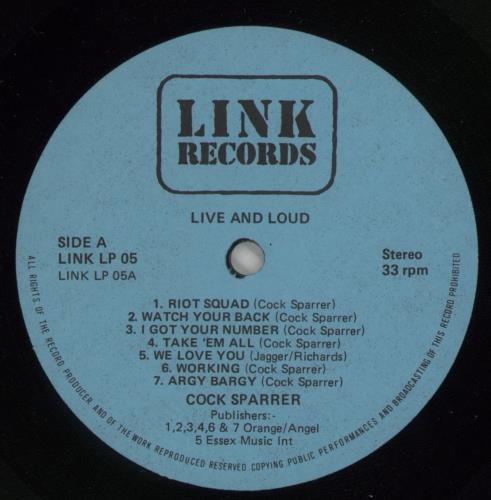 LINK
RECORDS
LIVE AND LOUD
SIDE A
LINK LP 05
LINK LP 05A
Stereo
33 rpm
1. RIOT SQUAD (Cock Sparrer)
2. WATCH YOUR BACK (Cock Sparrer)
3. I GOT YOUR NUMBER (Cock Sparrer)
4. TAKE 'EM ALL (Cock Sparrer)
5. WE LOVE YOU (Jagger/Richards)
6. WORKING (Cock Sparrer)
7. ARGY BARGY (Cock Sparrer)
COCK SPARRER
Publishers:-
1,2,3,4,6 & 7 Orange/Angel
5 Essex Music Int
ALL RIGHTS OF THE RECORD PRODUCER AND OF THE WORK REPRODUCED RESERVED COPYING PUBLIC PERFORMANCES AND BROADCASTING OF THIS RECORD PROHIBITED